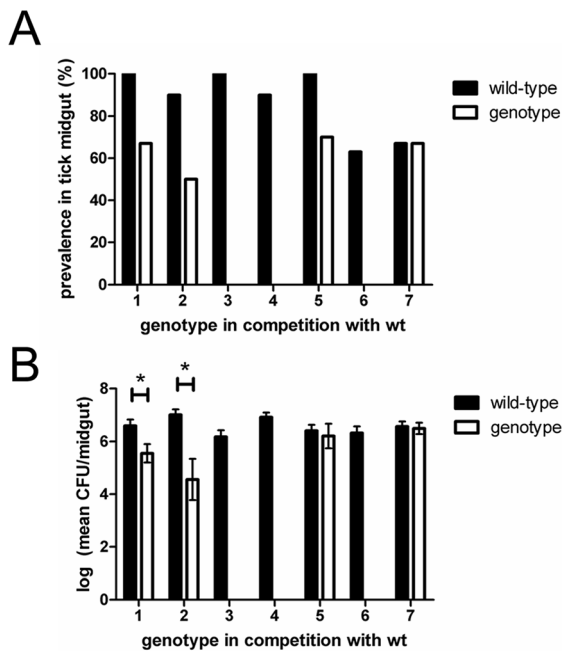 A
prevalence in tick midgut (%)
100
80
60
40
20
0
1 2 3 4 5 6 7
genotype in competition with wt
wild-type
genotype
B
log (mean CFU/midgut)
8
6
4
2
0
* *
1 2 3 4 5 6 7
genotype in competition with wt
wild-type
genotype